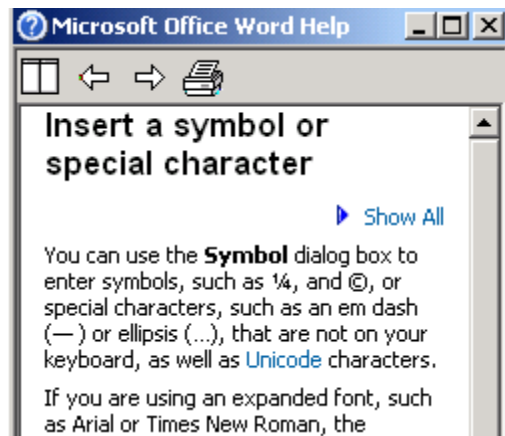 Microsoft Office Word Help
Insert a symbol or
special character
Show All
You can use the Symbol dialog box to
enter symbols, such as ¼, and ©, or
special characters, such as an em dash
(— ) or ellipsis (...), that are not on your
keyboard, as well as Unicode characters.
If you are using an expanded font, such
as Arial or Times New Roman, the